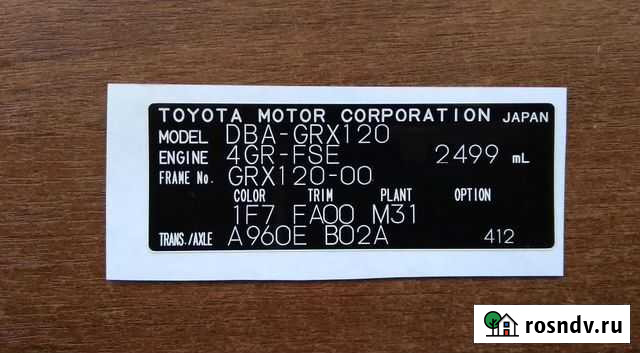 TOYOTA MOTOR CORPORATION JAPAN
MODEL DBA-GRX120
ENGINE 4GR-FSE 2499 mL
FRAME No. GRX120-00
COLOR TRIM PLANT OPTION
1F7 FA00 M31
TRANS./AXLE A960E B02A 412
rosndv.ru